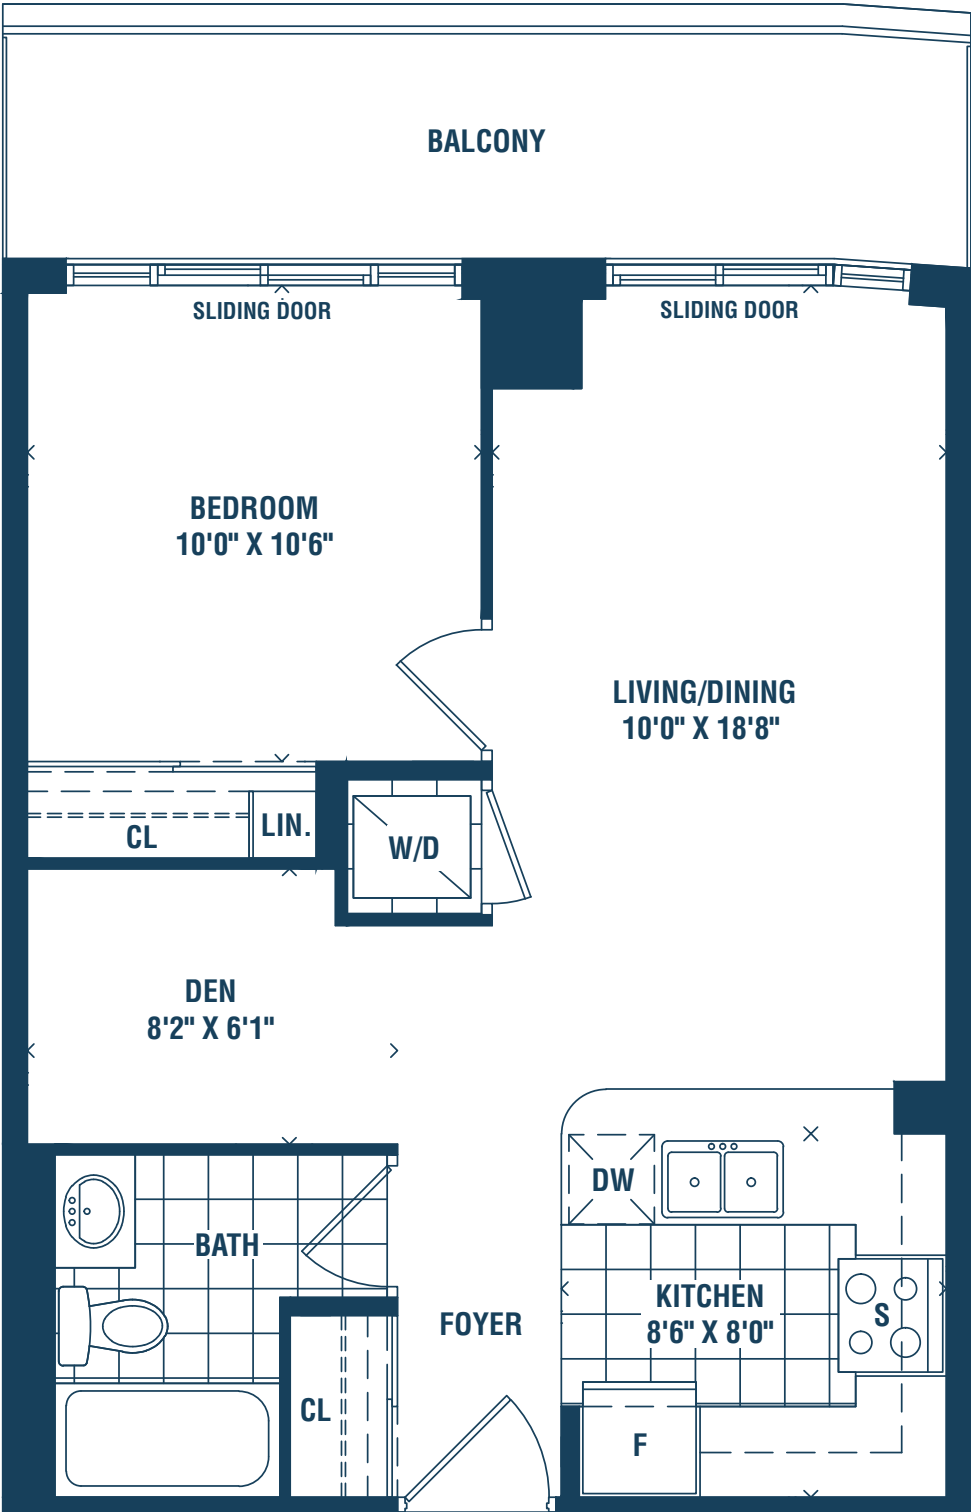 BALCONY
SLIDING DOOR
SLIDING DOOR
BEDROOM
10'0" X 10'6"
LIVING/DINING
10'0" X 18'8"
CL
LIN.
W/D
DEN
8'2" X 6'1"
DW
BATH
KITCHEN
8'6" X 8'0"
S
FOYER
CL
F